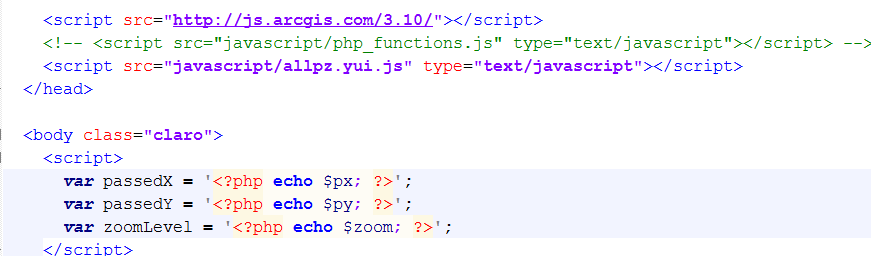 <script src="http://js.arcgis.com/3.10/"></script>
<!-- <script src="javascript/php_functions.js" type="text/javascript"></script> -->
<script src="javascript/allpz.yui.js" type="text/javascript"></script>
</head>
<body class="claro">
<script>
var passedX = '<?php echo $px; ?>';
var passedY = '<?php echo $py; ?>';
var zoomLevel = '<?php echo $zoom; ?>';
</script>